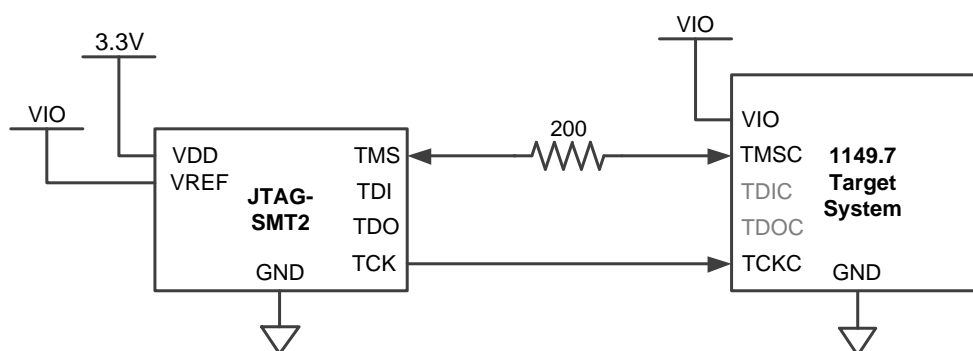 3.3V
VIO
VDD
VREF
JTAG-
SMT2
TMS
TDI
TDO
TCK
GND
200
VIO
VIO
TMSC
TDIC
TDOC
TCKC
1149.7
Target
System
GND